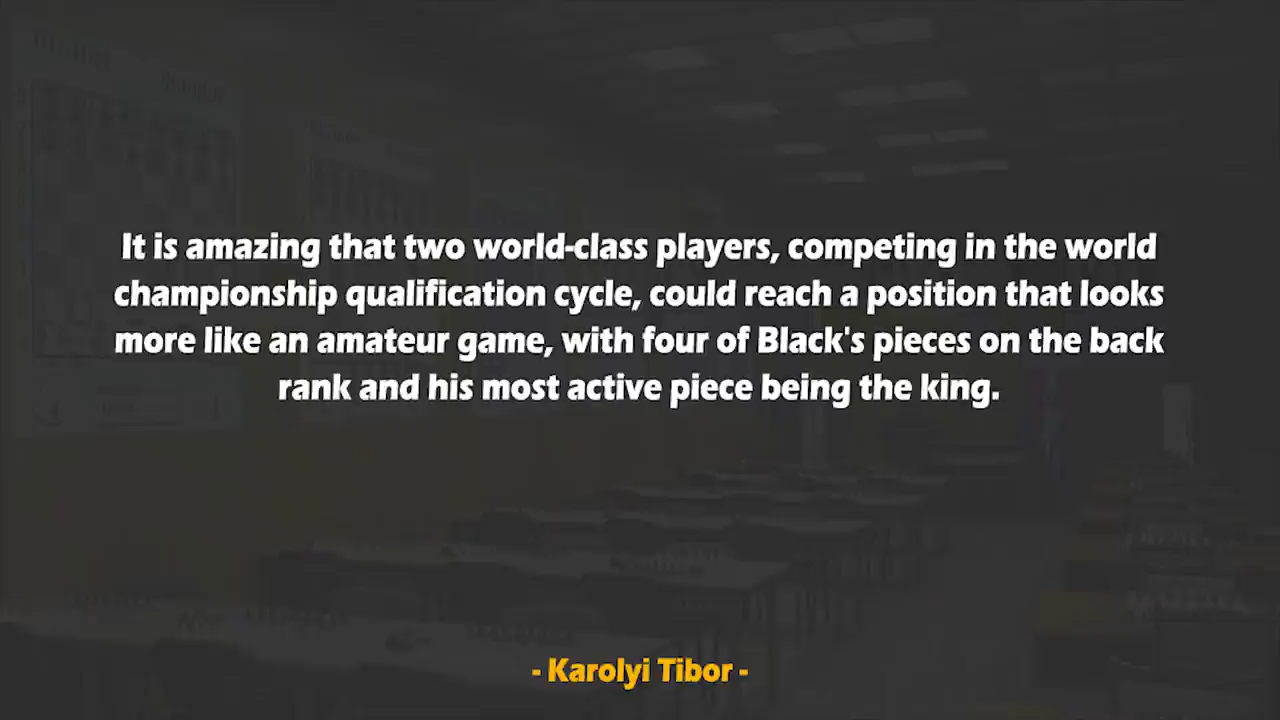 It is amazing that two world-class players, competing in the world
championship qualification cycle, could reach a position that looks
more like an amateur game, with four of Black's pieces on the back
rank and his most active piece being the king.
- Karolyi Tibor -